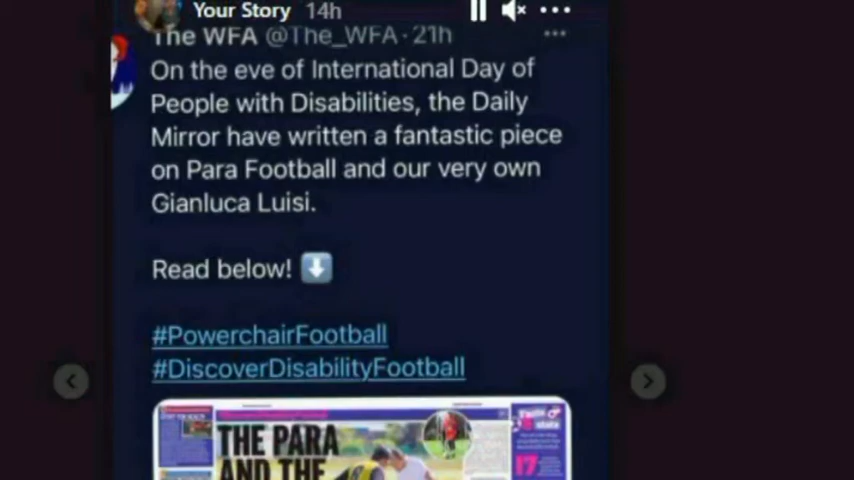 Your Story 14h
The WFA @The_WFA · 21h
On the eve of International Day of
People with Disabilities, the Daily
Mirror have written a fantastic piece
on Para Football and our very own
Gianluca Luisi.
Read below! ⬇️
#PowerchairFootball
#DiscoverDisabilityFootball
THE PARA
AND THE
17